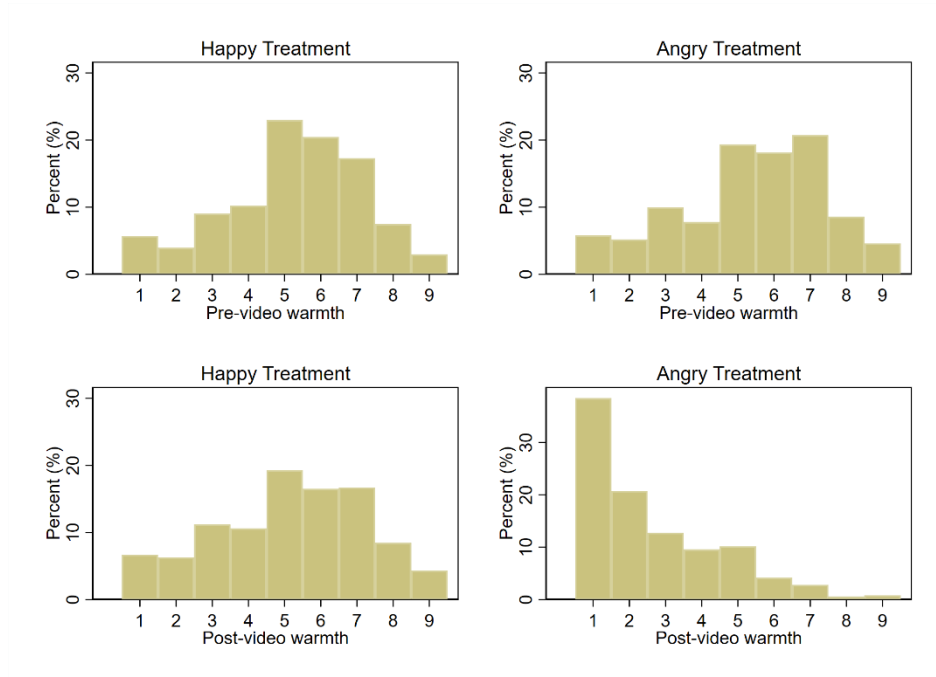 Happy Treatment
Percent (%)
0 10 20 30
1 2 3 4 5 6 7 8 9
Pre-video warmth
Angry Treatment
Percent (%)
0 10 20 30
1 2 3 4 5 6 7 8 9
Pre-video warmth
Happy Treatment
Percent (%)
0 10 20 30
1 2 3 4 5 6 7 8 9
Post-video warmth
Angry Treatment
Percent (%)
0 10 20 30
1 2 3 4 5 6 7 8 9
Post-video warmth